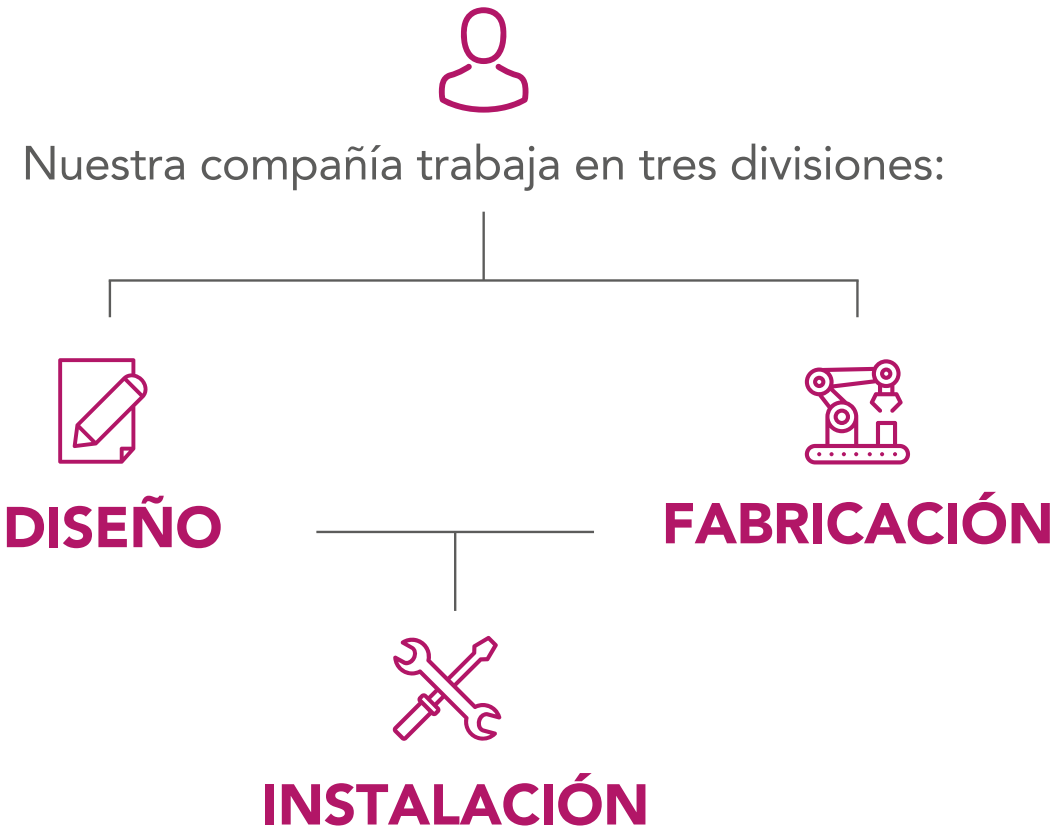 Nuestra compañía trabaja en tres divisiones:
DISEÑO
FABRICACIÓN
INSTALACIÓN